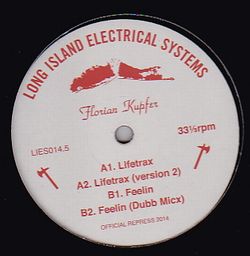 LONG ISLAND ELECTRICAL SYSTEMS
Florian Kupfer
33⅓rpm
LIES014.5
A1. Lifetrax
A2. Lifetrax (version 2)
B1. Feelin
B2. Feelin (Dubb Micx)
OFFICIAL REPRESS 2014